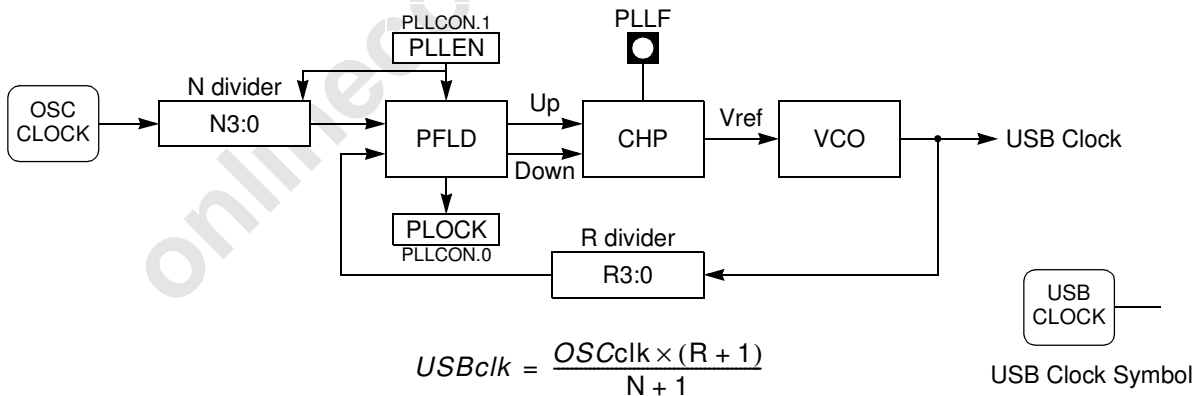 PLLCON.1
PLLEN
PLLF
N divider
OSC
CLOCK
N3:0
PFLD
Up
Down
CHP
Vref
VCO
USB Clock
PLOCK
PLLCON.0
R divider
R3:0
USB
CLOCK
USBclk = OSCclk × (R + 1)
N + 1
USB Clock Symbol